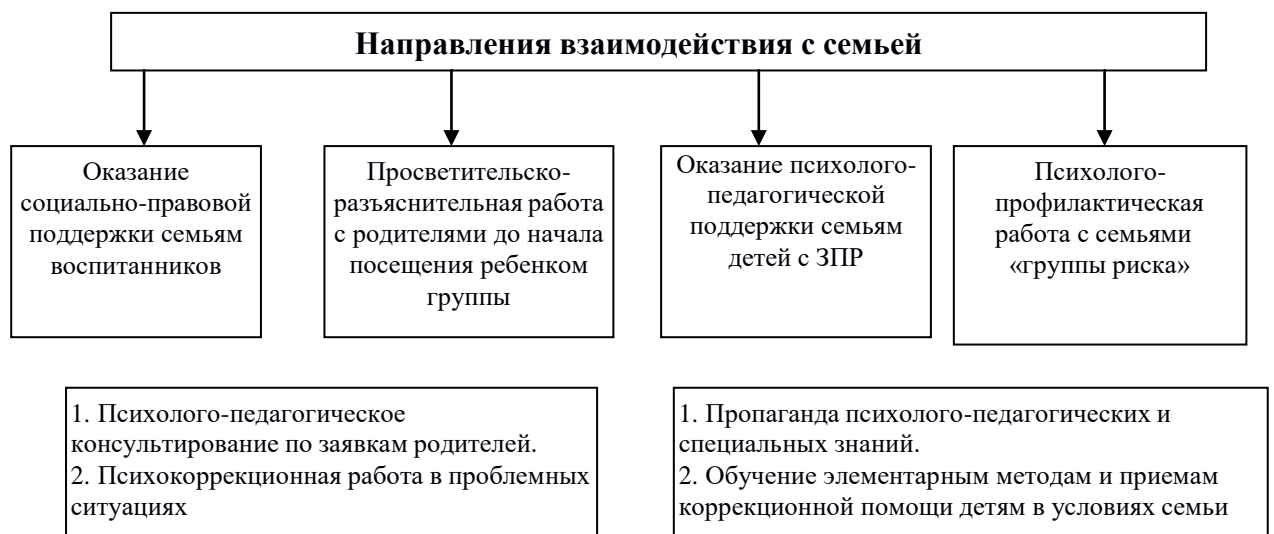 Направления взаимодействия с семьей
Оказание
социально-правовой
поддержки семьям
воспитанников
Просветительско-
разъяснительная работа
с родителями до начала
посещения ребенком
группы
Оказание психолого-
педагогической
поддержки семьям
детей с ЗПР
Психолого-
профилактическая
работа с семьями
«группы риска»
1. Психолого-педагогическое
консультирование по заявкам родителей.
2. Психокоррекционная работа в проблемных
ситуациях
1. Пропаганда психолого-педагогических и
специальных знаний.
2. Обучение элементарным методам и приемам
коррекционной помощи детям в условиях семьи